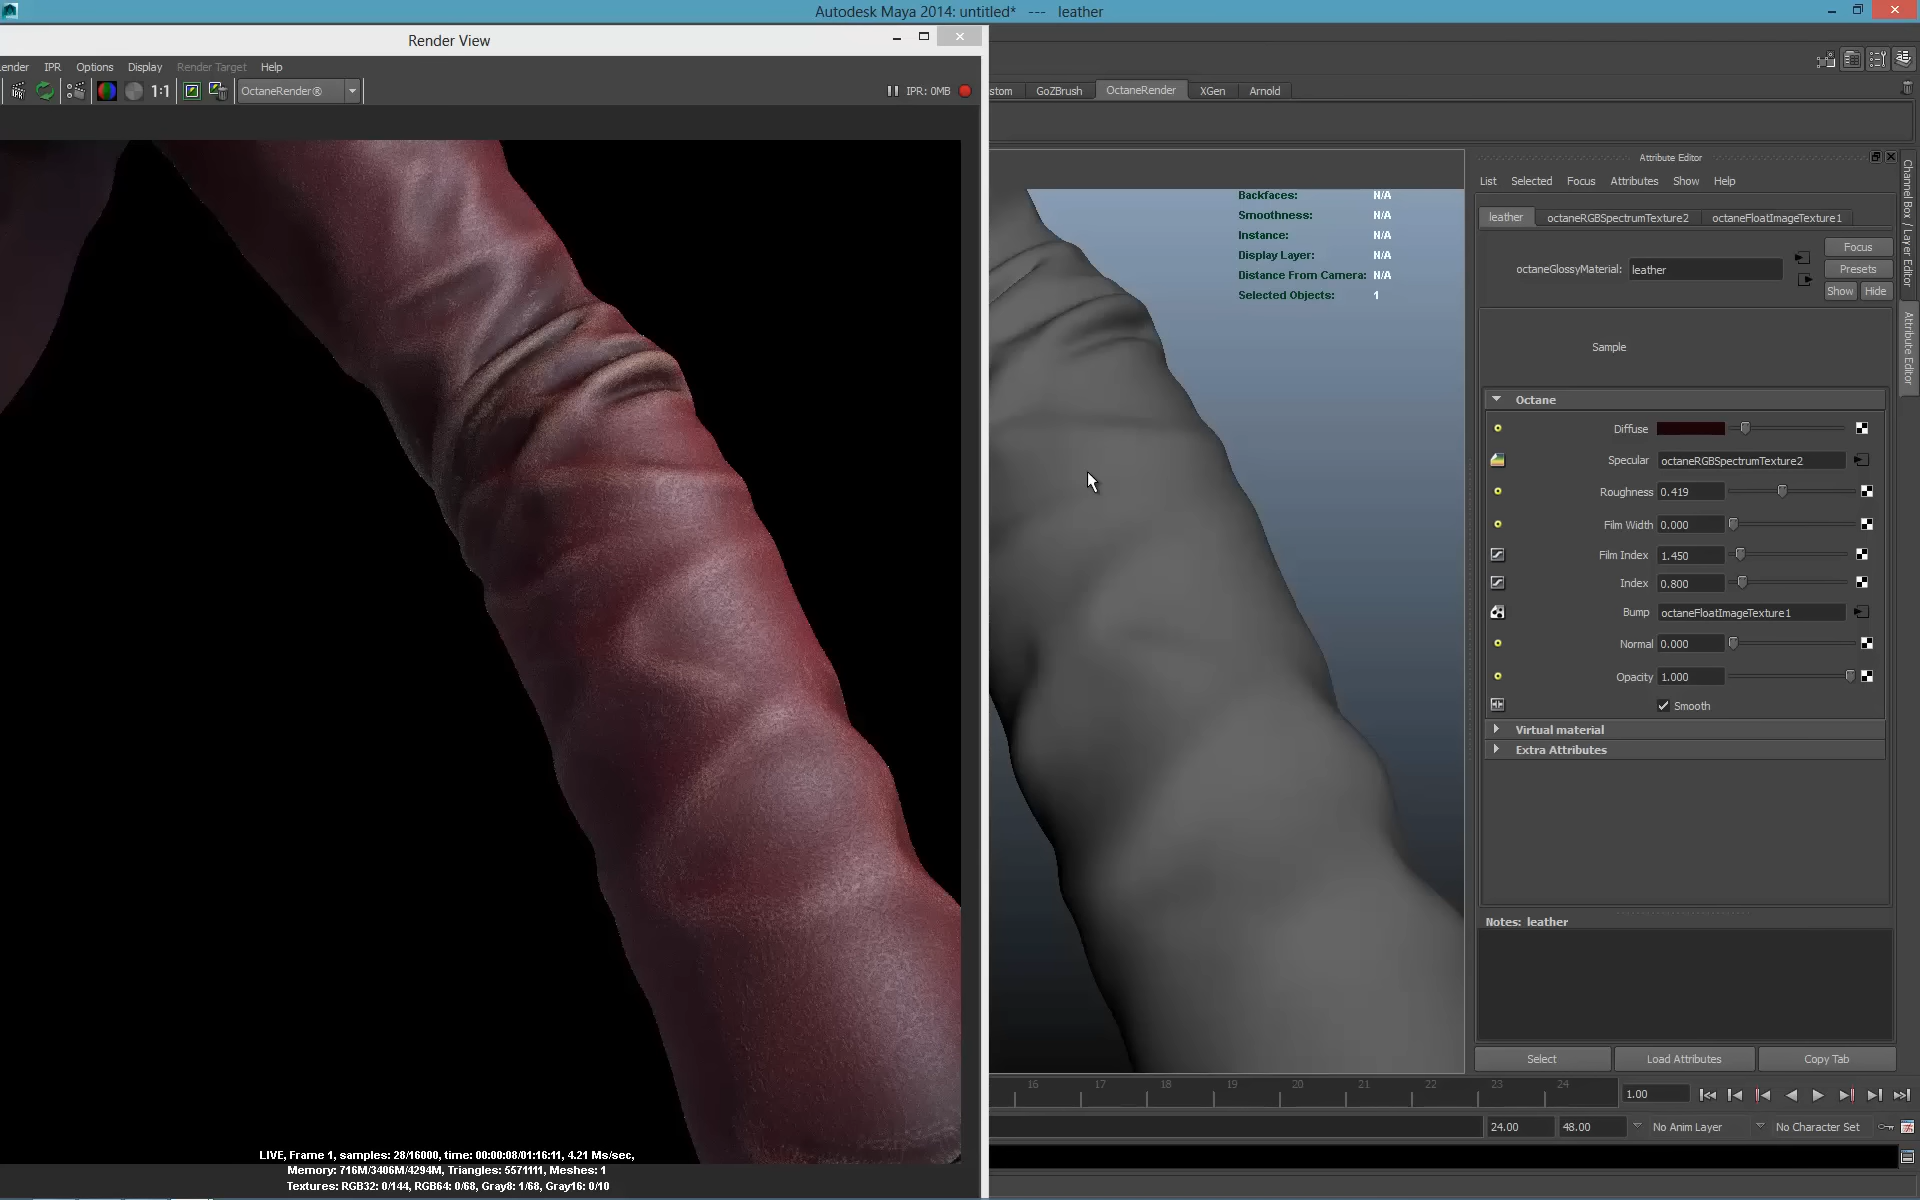 Autodesk Maya 2014: untitled* --- leather
Render View
ender IPR Options Display Render Target Help
1:1 OctaneRender® IPR: 0MB
stom GoZBrush OctaneRender XGen Arnold
Attribute Editor
List Selected Focus Attributes Show Help
Backfaces: N/A
Smoothness: N/A
Instance: N/A
Display Layer: N/A
Distance From Camera: N/A
Selected Objects: 1
leather octaneRGBSpectrumTexture2 octaneFloatImageTexture1
Focus
octaneGlossyMaterial: leather
Presets
Show Hide
Sample
Octane
Diffuse
Specular octaneRGBSpectrumTexture2
Roughness 0.419
Film Width 0.000
Film Index 1.450
Index 0.800
Bump octaneFloatImageTexture1
Normal 0.000
Opacity 1.000
Smooth
Virtual material
Extra Attributes
Notes: leather
Select Load Attributes Copy Tab
Channel Box / Layer Editor
Attribute Editor
16 17 18 19 20 21 22 23 24 1.00
24.00 48.00 No Anim Layer No Character Set
LIVE, Frame 1, samples: 28/16000, time: 00:00:08/01:16:11, 4.21 Ms/sec,
Memory: 716M/3406M/4294M, Triangles: 5571111, Meshes: 1
Textures: RGB32: 0/144, RGB64: 0/68, Gray8: 1/68, Gray16: 0/10